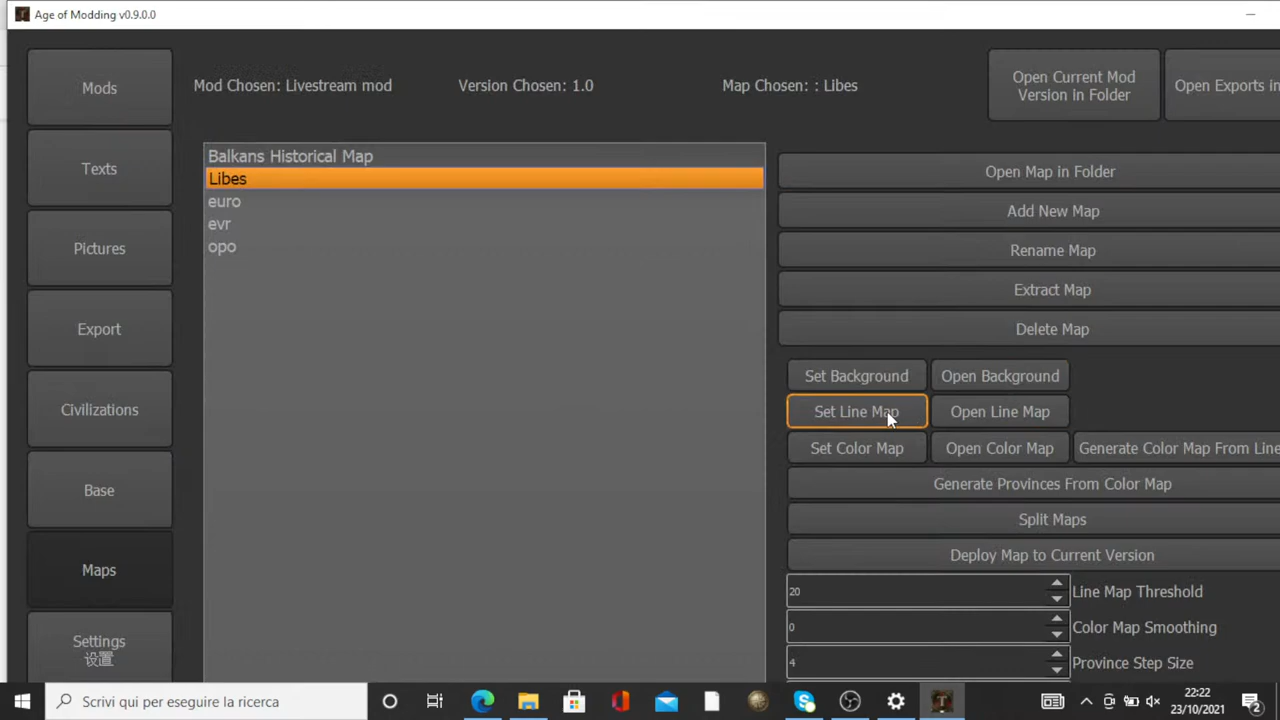 Age of Modding v0.9.0.0
Mods
Texts
Pictures
Export
Civilizations
Base
Maps
Settings
设置
Mod Chosen: Livestream mod
Version Chosen: 1.0
Map Chosen: : Libes
Open Current Mod
Version in Folder
Open Exports in
Balkans Historical Map
Libes
euro
evr
opo
Open Map in Folder
Add New Map
Rename Map
Extract Map
Delete Map
Set Background
Open Background
Set Line Map
Open Line Map
Set Color Map
Open Color Map
Generate Color Map From Line
Generate Provinces From Color Map
Split Maps
Deploy Map to Current Version
20
Line Map Threshold
0
Color Map Smoothing
4
Province Step Size
Scrivi qui per eseguire la ricerca
22:22
23/10/2021
2